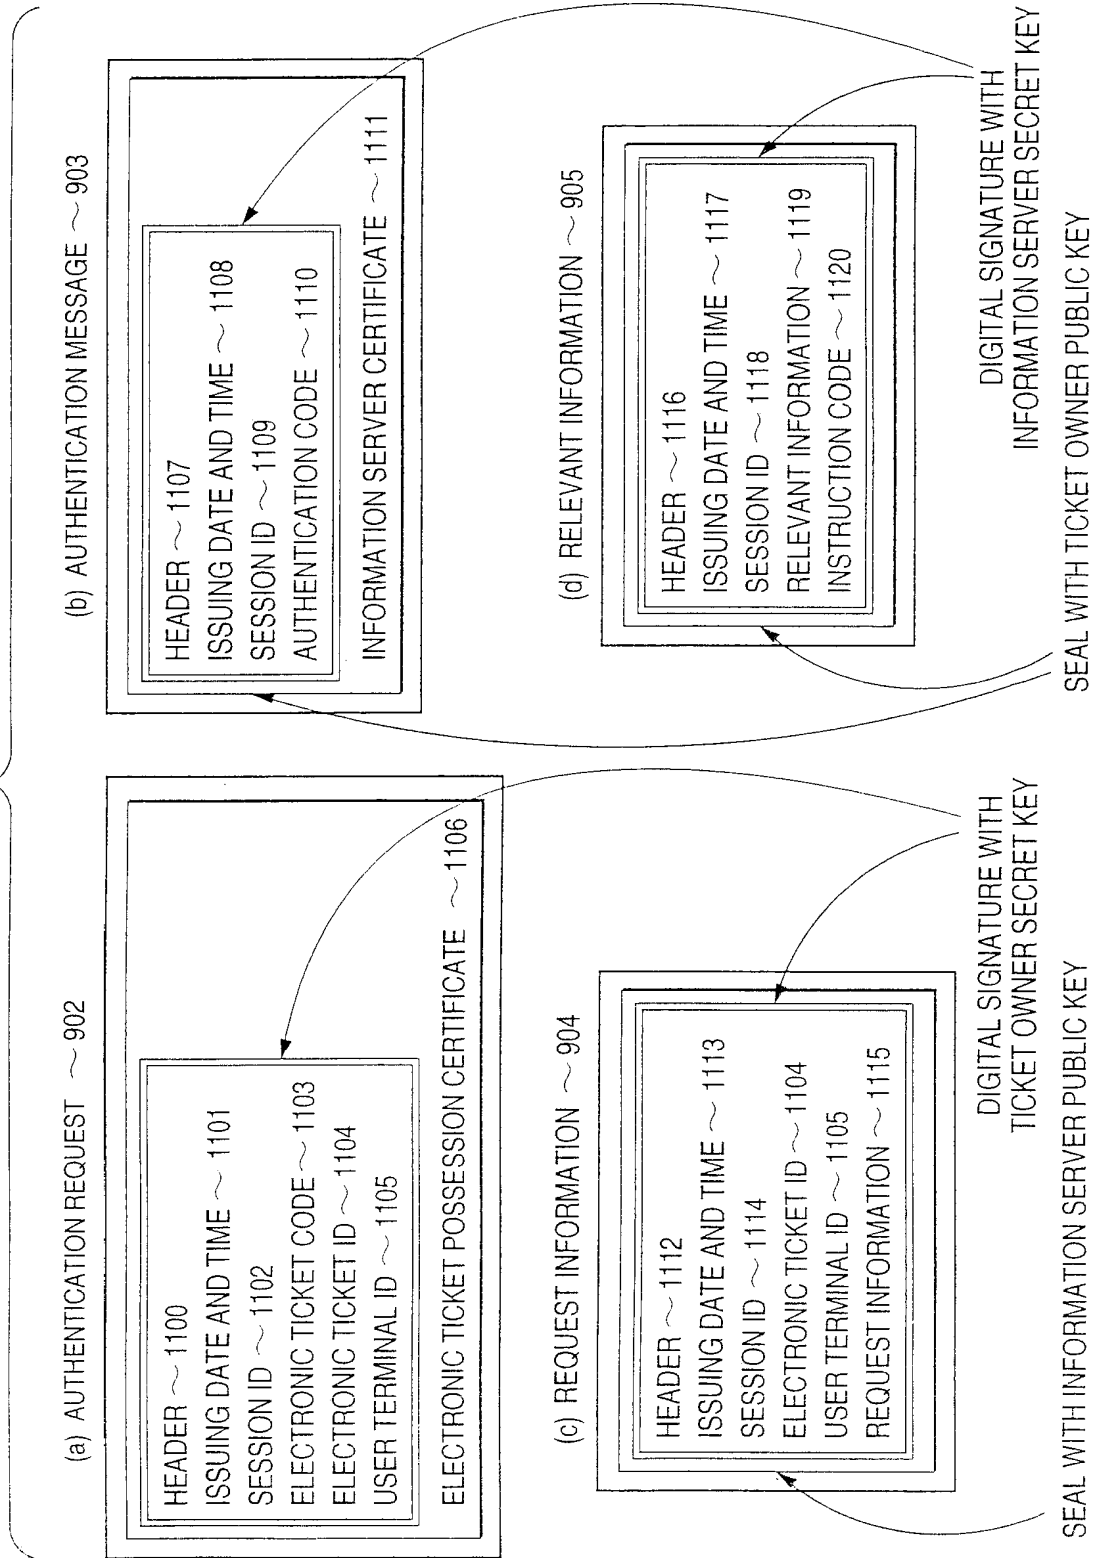 (a) AUTHENTICATION REQUEST ~902
HEADER ~1100
ISSUING DATE AND TIME ~1101
SESSION ID ~1102
ELECTRONIC TICKET CODE ~1103
ELECTRONIC TICKET ID ~1104
USER TERMINAL ID ~1105
ELECTRONIC TICKET POSSESSION CERTIFICATE ~1106
(b) AUTHENTICATION MESSAGE ~903
HEADER ~1107
ISSUING DATE AND TIME ~1108
SESSION ID ~1109
AUTHENTICATION CODE ~1110
INFORMATION SERVER CERTIFICATE ~1111
(c) REQUEST INFORMATION ~904
HEADER ~1112
ISSUING DATE AND TIME ~1113
SESSION ID ~1114
ELECTRONIC TICKET ID ~1104
USER TERMINAL ID ~1105
REQUEST INFORMATION ~1115
DIGITAL SIGNATURE WITH
TICKET OWNER SECRET KEY
SEAL WITH INFORMATION SERVER PUBLIC KEY
(d) RELEVANT INFORMATION ~905
HEADER ~1116
ISSUING DATE AND TIME ~1117
SESSION ID ~1118
RELEVANT INFORMATION ~1119
INSTRUCTION CODE ~1120
DIGITAL SIGNATURE WITH
INFORMATION SERVER SECRET KEY
SEAL WITH TICKET OWNER PUBLIC KEY